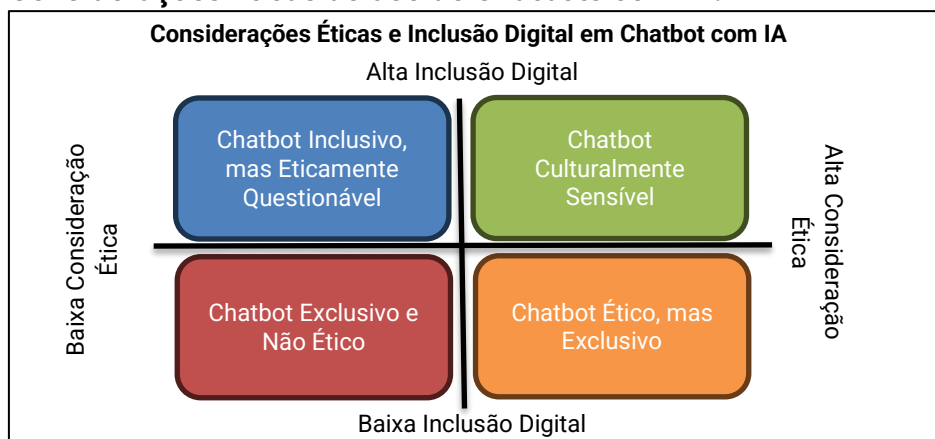 Considerações Éticas e Inclusão Digital em Chatbot com IA
Alta Inclusão Digital
Chatbot Inclusivo,
mas Eticamente
Questionável
Chatbot
Culturalmente
Sensível
Baixa Consideração
Ética
Alta Consideração
Ética
Chatbot Exclusivo e
Não Ético
Chatbot Ético, mas
Exclusivo
Baixa Inclusão Digital